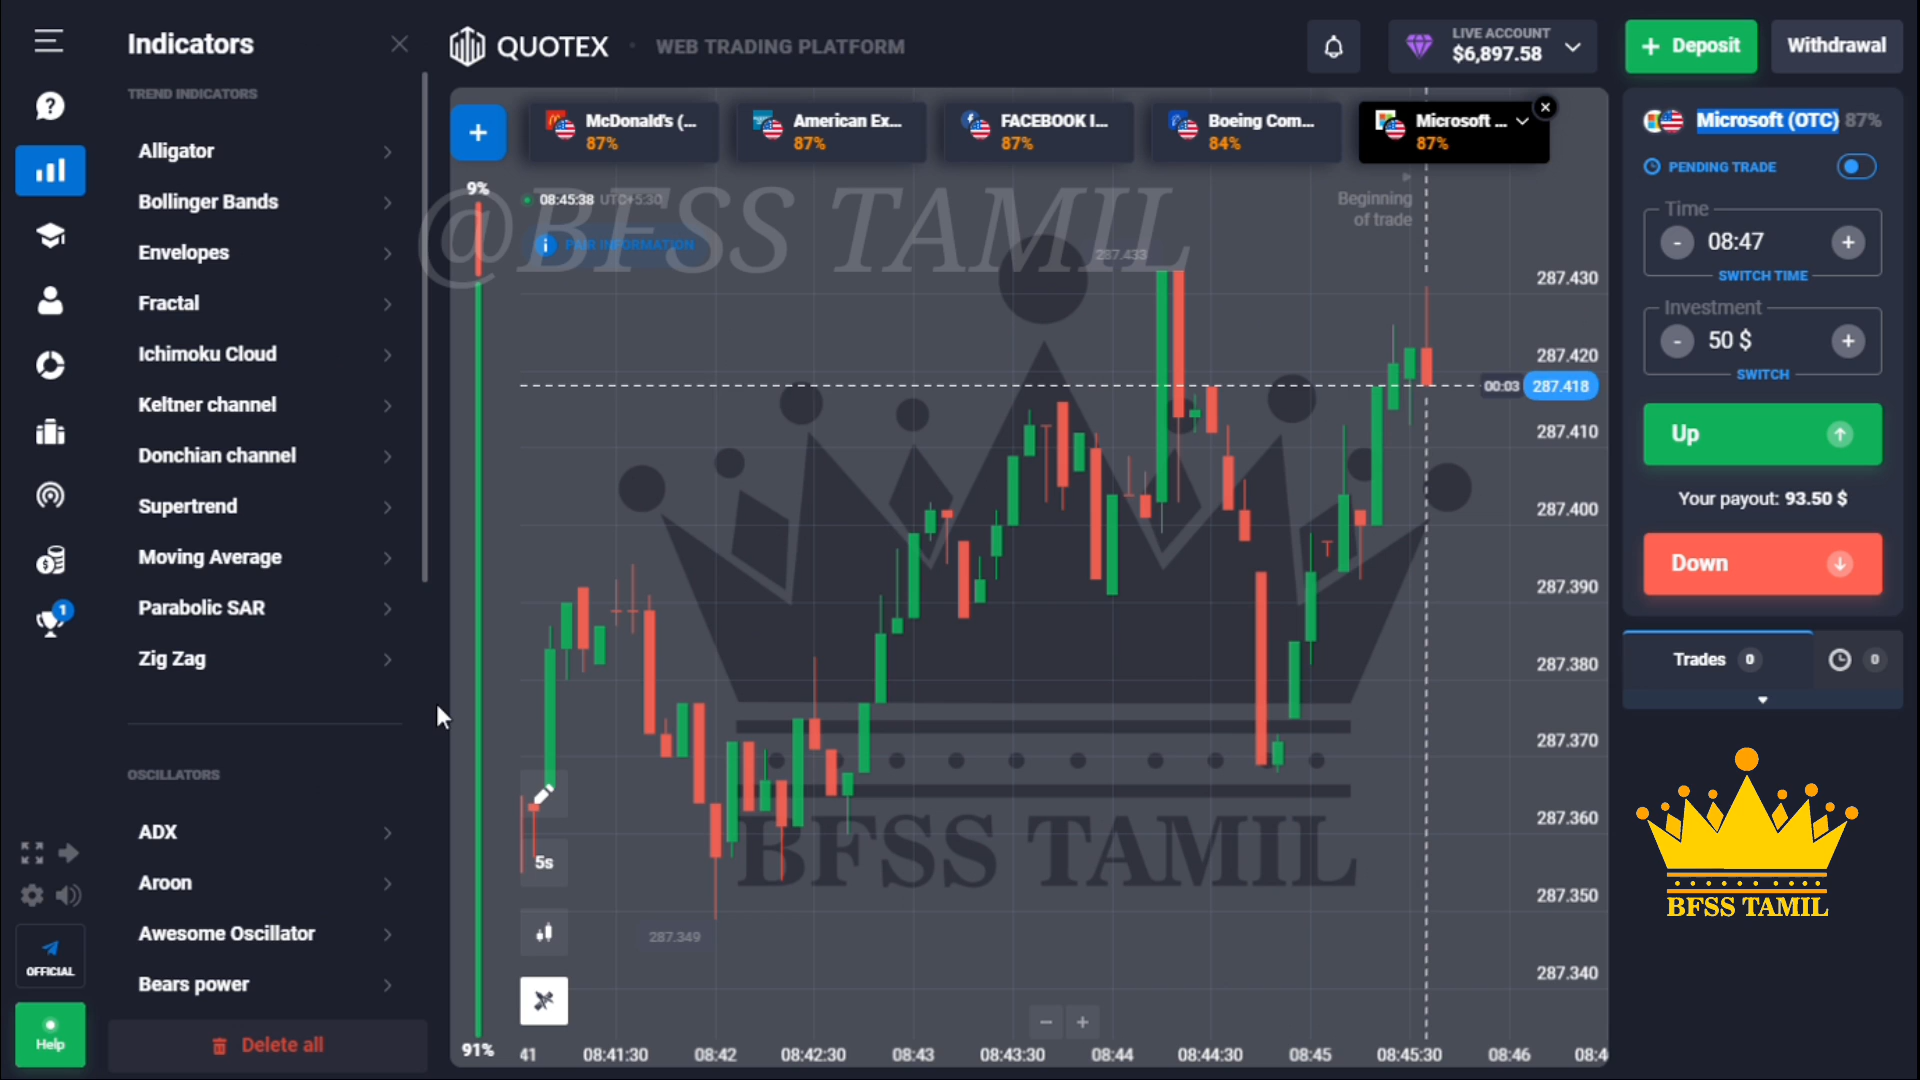 Indicators
TREND INDICATORS
Alligator
Bollinger Bands
Envelopes
Fractal
Ichimoku Cloud
Keltner channel
Donchian channel
Supertrend
Moving Average
Parabolic SAR
Zig Zag
OSCILLATORS
ADX
Aroon
Awesome Oscillator
Bears power
Delete all
1
OFFICIAL
Help
QUOTEX
WEB TRADING PLATFORM
LIVE ACCOUNT
$6,897.58
Deposit
Withdrawal
McDonald's (...
87%
American Ex...
87%
FACEBOOK I...
87%
Boeing Com...
84%
Microsoft ...
87%
9%
08:45:38 UTC+5:30
PAIR INFORMATION
@BFSS TAMIL
Beginning
of trade
287.433
287.430
287.420
00:03 287.418
287.410
287.400
287.390
287.380
287.370
287.360
287.350
287.340
287.349
BFSS TAMIL
5s
91%
41 08:41:30 08:42 08:42:30 08:43 08:43:30 08:44 08:44:30 08:45 08:45:30 08:46 08:4
Microsoft (OTC) 87%
PENDING TRADE
Time
- 08:47 +
SWITCH TIME
Investment
- 50 $ +
SWITCH
Up
Your payout: 93.50 $
Down
Trades 0
0
BFSS TAMIL